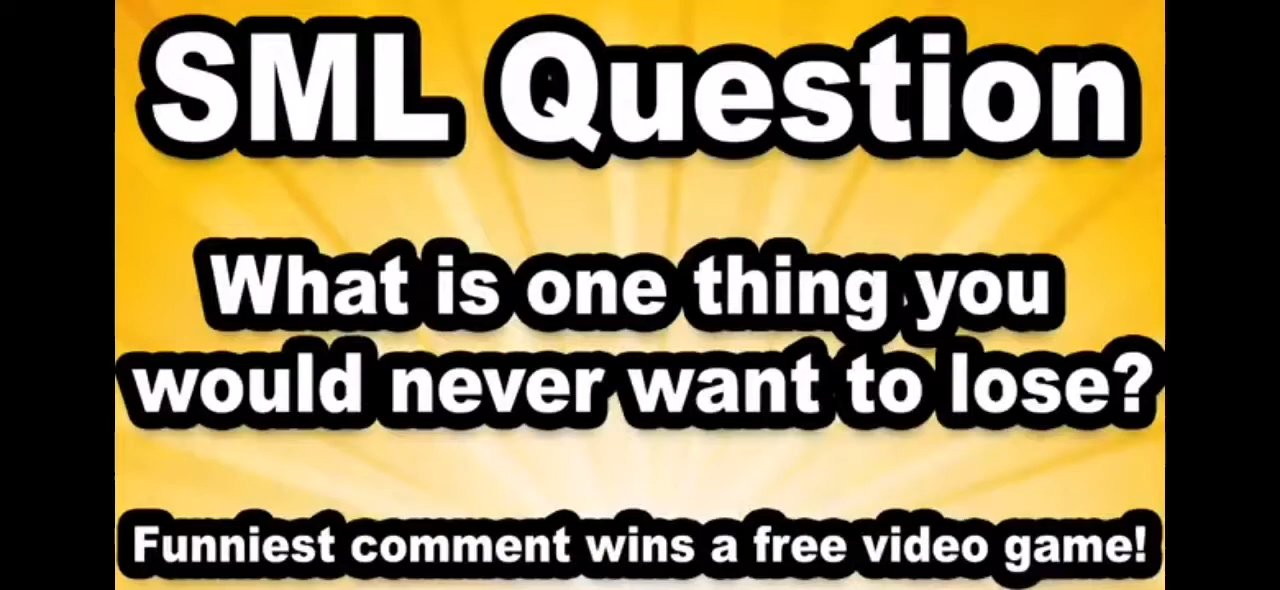 SML Question
What is one thing you
would never want to lose?
Funniest comment wins a free video game!